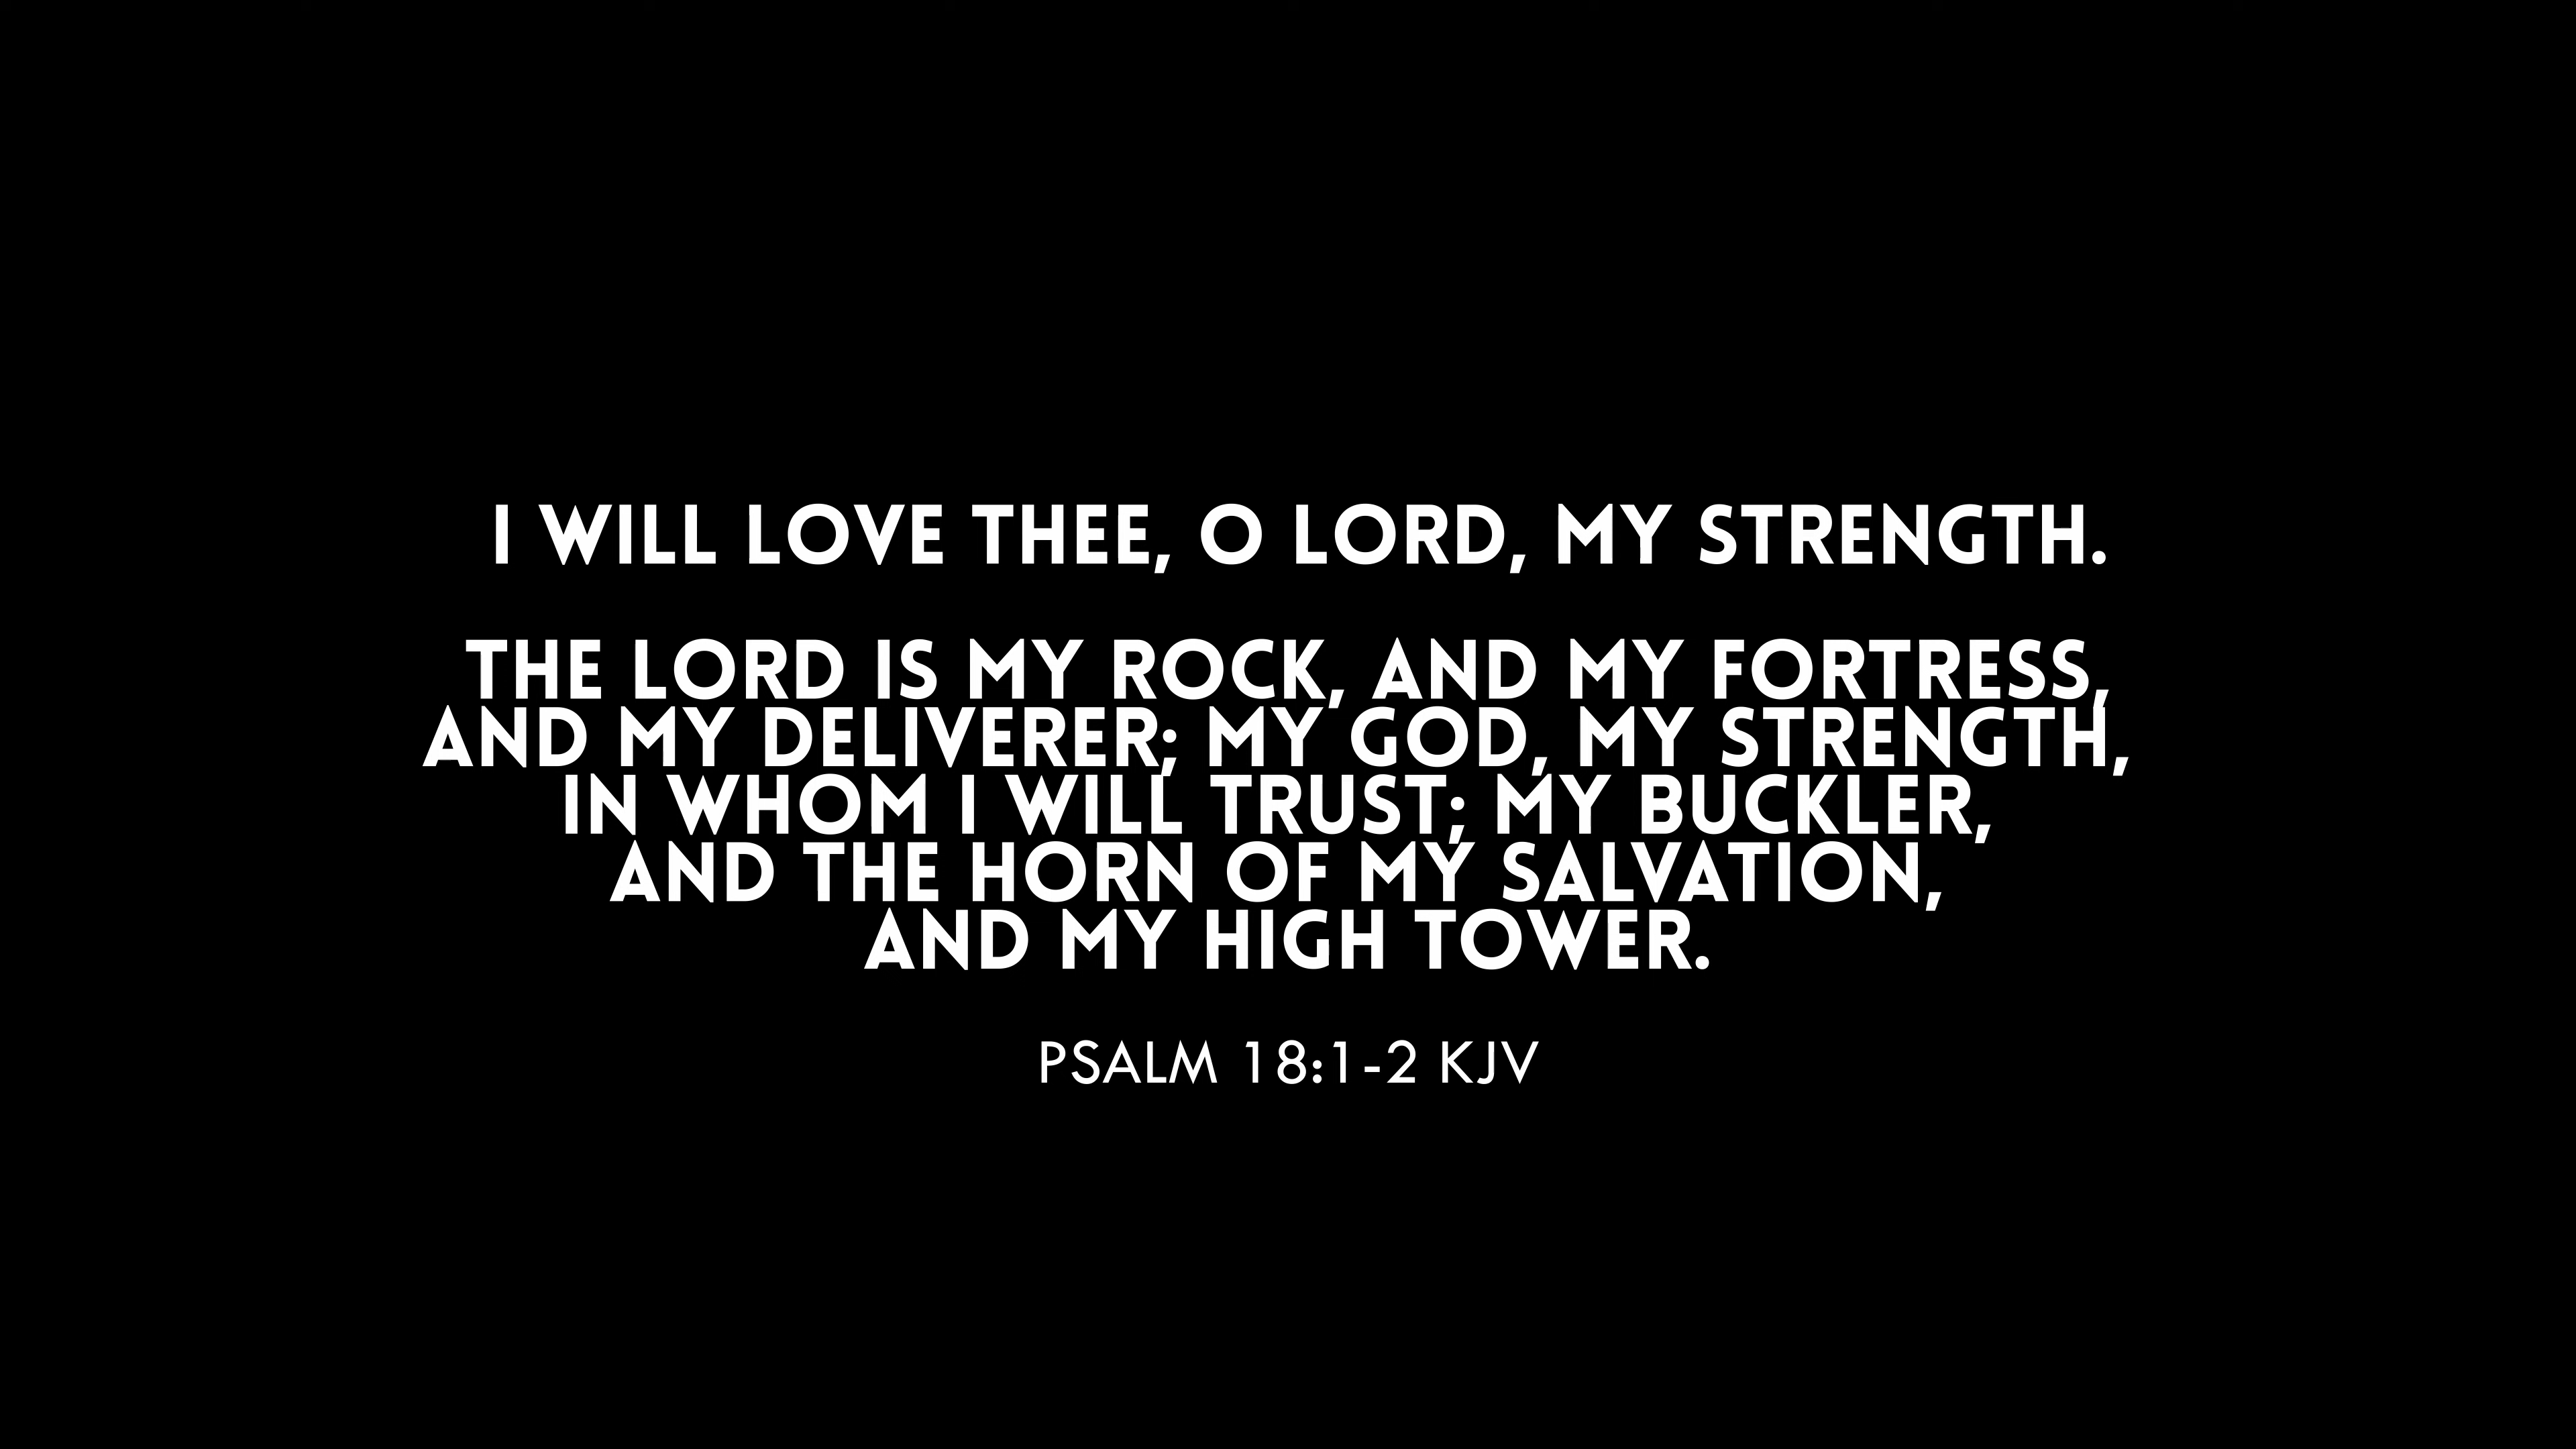 I WILL LOVE THEE, O LORD, MY STRENGTH.
THE LORD IS MY ROCK, AND MY FORTRESS,
AND MY DELIVERER; MY GOD, MY STRENGTH,
IN WHOM I WILL TRUST; MY BUCKLER,
AND THE HORN OF MY SALVATION,
AND MY HIGH TOWER.
PSALM 18:1-2 KJV